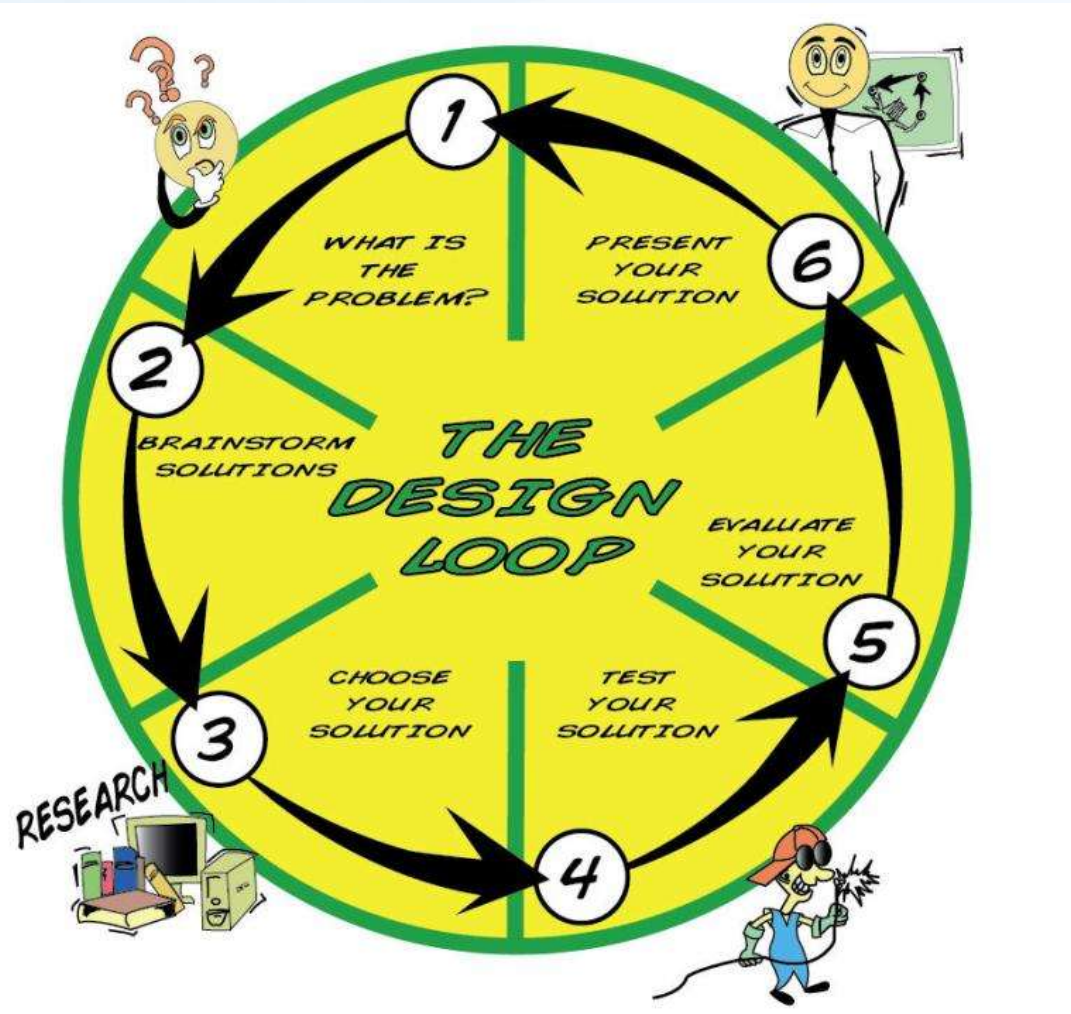 THE
DESIGN
LOOP
1
WHAT IS
THE
PROBLEM?
2
BRAINSTORM
SOLUTIONS
3
CHOOSE
YOUR
SOLUTION
RESEARCH
4
TEST
YOUR
SOLUTION
5
EVALUATE
YOUR
SOLUTION
6
PRESENT
YOUR
SOLUTION
? ? ? ?